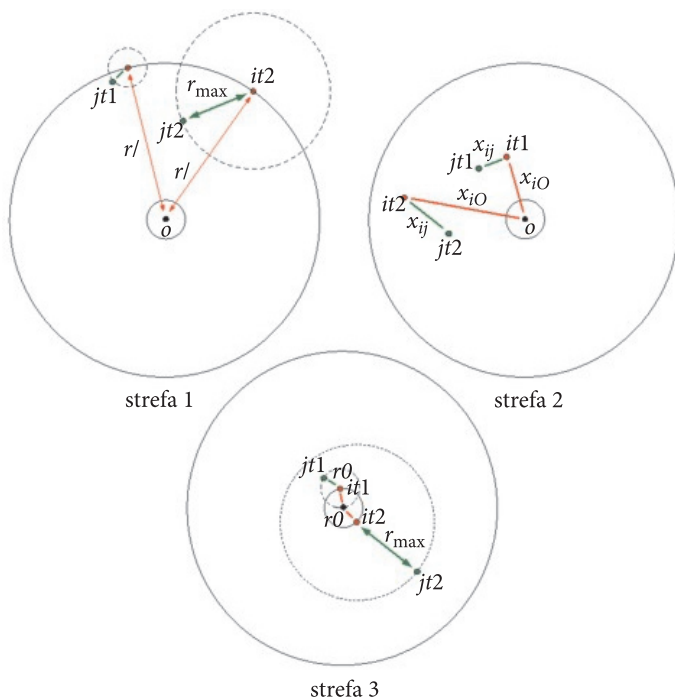 it2
r_max
jt1
jt2
r/
r/
o
strefa 1
x_ij
it1
jt1
x_iO
x_iO
it2
x_ij
jt2
o
strefa 2
jt1
r0
it1
r0
it2
r_max
jt2
strefa 3